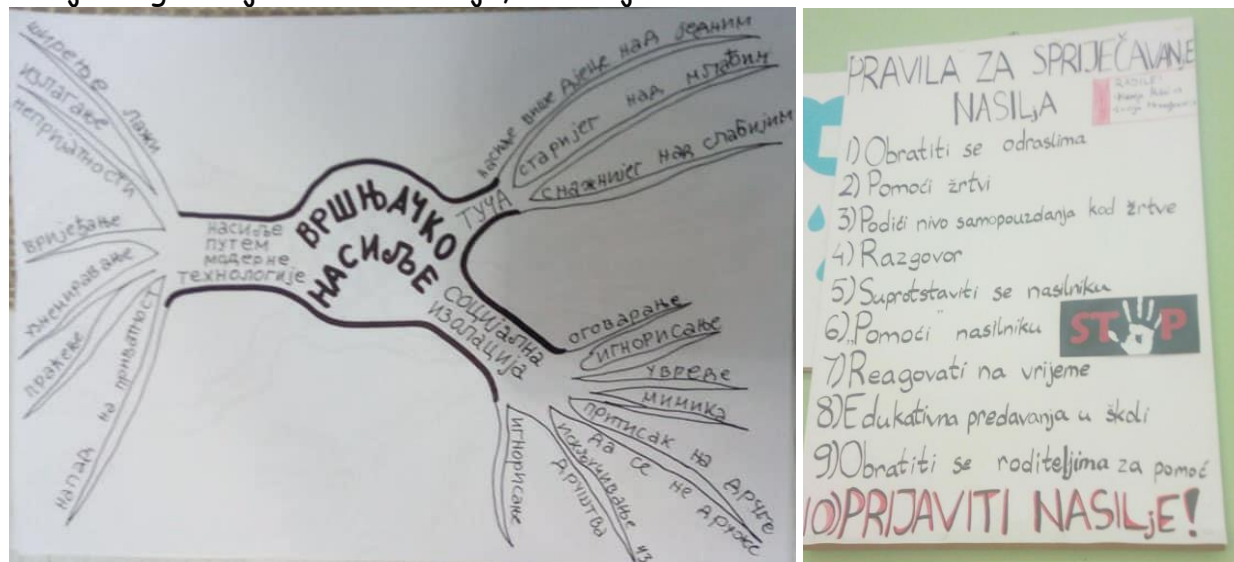 ширење лажи
излагање
непријатности
вријеђање
узнемиравање
праћење
напад на приватност
насиље
путем
модерне
технологије
ВРШЊАЧКО
НАСИЉЕ
ТУЧА
насиље више дјеце над једним
старијег над млађим
снажнијег над слабијим
социјална
изолација
оговарање
игнорисање
увреде
мимика
притисак на друге
да се не друже
искључивање из
друштва
игнорисање
PRAVILA ZA SPRIJEČAVANJE
NASILjA
RADILE:
1) Obratiti se odraslima
2) Pomoći žrtvi
3) Podići nivo samopouzdanja kod žrtve
4) Razgovor
5) Suprotstaviti se nasilniku
6) „Pomoći nasilniku
STOP
7) Reagovati na vrijeme
8) Edukativna predavanja u školi
9) Obratiti se roditeljima za pomoć
10) PRIJAVITI NASILjE!